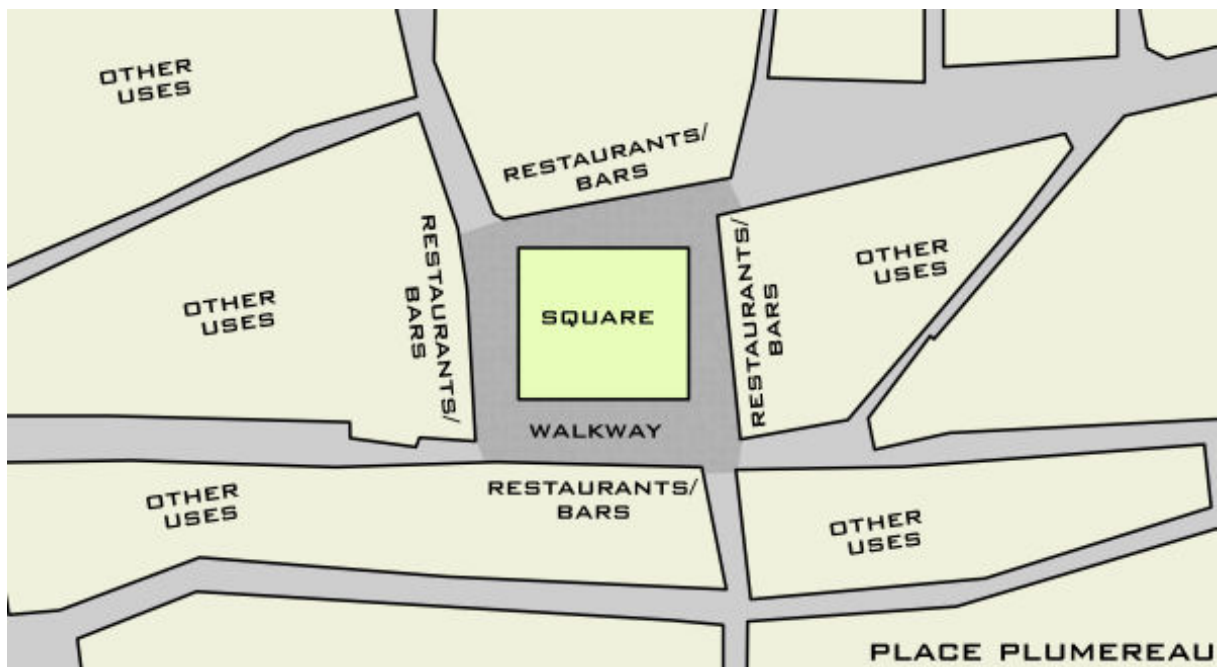 OTHER
USES
RESTAURANTS/
BARS
OTHER
USES
RESTAURANTS/
BARS
SQUARE
RESTAURANTS/
BARS
OTHER
USES
WALKWAY
OTHER
USES
RESTAURANTS/
BARS
OTHER
USES
PLACE PLUMEREAU